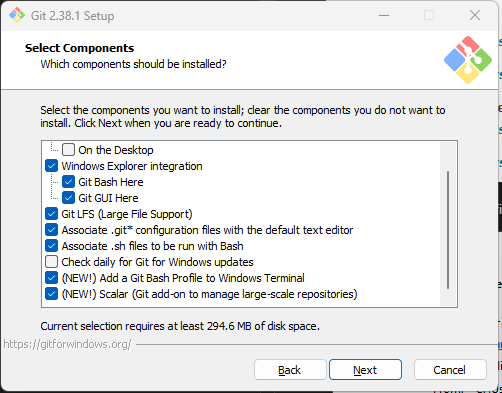 Git 2.38.1 Setup
Select Components
Which components should be installed?
Select the components you want to install; clear the components you do not want to
install. Click Next when you are ready to continue.
On the Desktop
Windows Explorer integration
Git Bash Here
Git GUI Here
Git LFS (Large File Support)
Associate .git* configuration files with the default text editor
Associate .sh files to be run with Bash
Check daily for Git for Windows updates
(NEW!) Add a Git Bash Profile to Windows Terminal
(NEW!) Scalar (Git add-on to manage large-scale repositories)
Current selection requires at least 294.6 MB of disk space.
https://gitforwindows.org/
Back Next Cancel